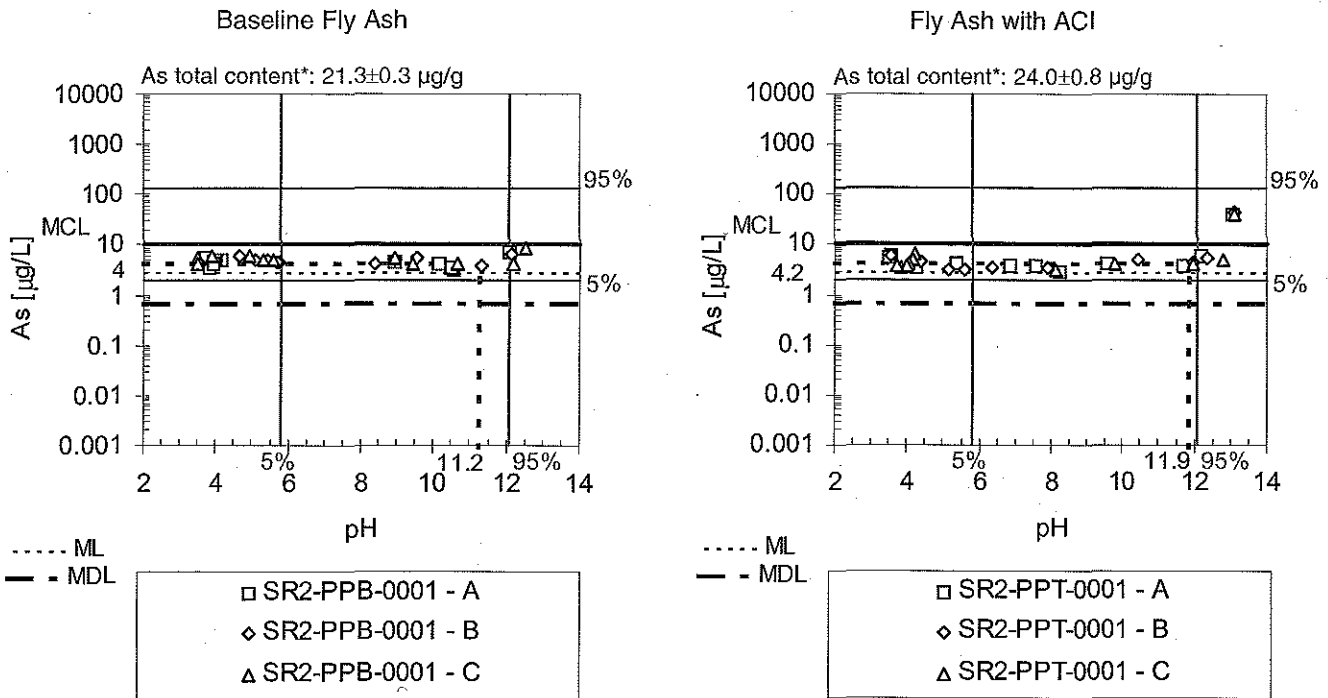 Baseline Fly Ash
As total content*: 21.3±0.3 µg/g
10000
1000
100
95%
MCL
10
4
1
5%
0.1
0.01
0.001
As [µg/L]
5%
11.2
95%
2 4 6 8 10 12 14
pH
ML
MDL
SR2-PPB-0001 - A
SR2-PPB-0001 - B
SR2-PPB-0001 - C
Fly Ash with ACI
As total content*: 24.0±0.8 µg/g
10000
1000
100
95%
MCL
10
4.2
1
5%
0.1
0.01
0.001
As [µg/L]
5%
11.9
95%
2 4 6 8 10 12 14
pH
ML
MDL
SR2-PPT-0001 - A
SR2-PPT-0001 - B
SR2-PPT-0001 - C